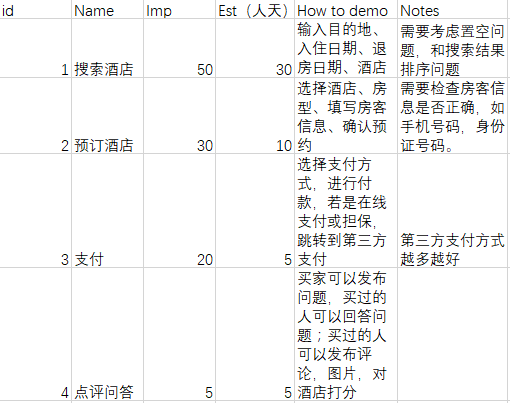 id Name Imp Est（人天） How to demo Notes
1 搜索酒店 50 30
输入目的地、
入住日期、退
房日期、酒店
需要考虑置空问
题，和搜索结果
排序问题
2 预订酒店 30 10
选择酒店、房
型、填写房客
信息、确认预
约
需要检查房客信
息是否正确，如
手机号码，身份
证号码。
3 支付 20 5
选择支付方
式，进行付
款，若是在线
支付或担保，
跳转到第三方
支付
第三方支付方式
越多越好
4 点评问答 5 5
买家可以发布
问题，买过的
人可以回答问
题；买过的人
可以发布评
论，图片，对
酒店打分